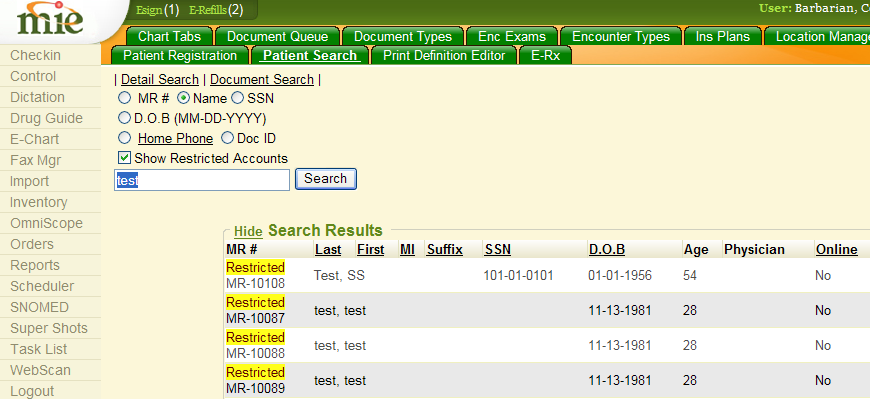 mie
Esign (1) E-Refills (2)
User: Barbarian, C
Chart Tabs Document Queue Document Types Enc Exams Encounter Types Ins Plans Location Manag
Patient Registration Patient Search Print Definition Editor E-Rx
Checkin
Control
Dictation
Drug Guide
E-Chart
Fax Mgr
Import
Inventory
OmniScope
Orders
Reports
Scheduler
SNOMED
Super Shots
Task List
WebScan
Logout
| Detail Search | Document Search |
MR # Name SSN
D.O.B (MM-DD-YYYY)
Home Phone Doc ID
Show Restricted Accounts
test Search
Hide Search Results
MR # Last First MI Suffix SSN D.O.B Age Physician Online
Restricted
MR-10108 Test, SS 101-01-0101 01-01-1956 54 No
Restricted
MR-10087 test, test 11-13-1981 28 No
Restricted
MR-10088 test, test 11-13-1981 28 No
Restricted
MR-10089 test, test 11-13-1981 28 No